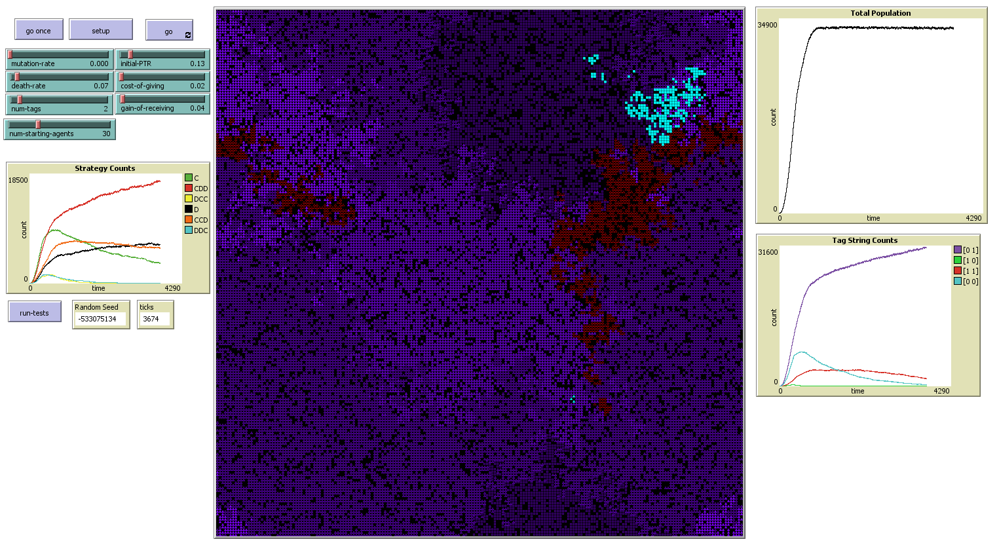 go once
setup
go
mutation-rate 0.000
initial-PTR 0.13
death-rate 0.07
cost-of-giving 0.02
num-tags 2
gain-of-receiving 0.04
num-starting-agents 30
Strategy Counts
18500
count
0
0
time
4290
C
CDD
DCC
D
CCD
DDC
run-tests
Random Seed
-533075134
ticks
3674
Total Population
34900
count
0
0
time
4290
Tag String Counts
31600
count
0
0
time
4290
[0 1]
[1 0]
[1 1]
[0 0]